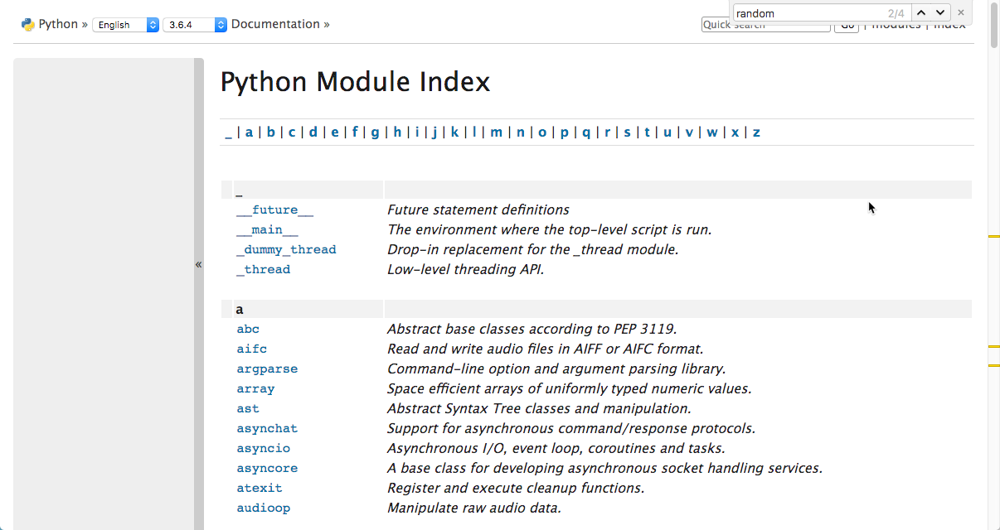 Python » English 3.6.4 Documentation »
random 2/4
Quick search Go | modules | index
Python Module Index
_ | a | b | c | d | e | f | g | h | i | j | k | l | m | n | o | p | q | r | s | t | u | v | w | x | z
_
__future__ Future statement definitions
__main__ The environment where the top-level script is run.
_dummy_thread Drop-in replacement for the _thread module.
_thread Low-level threading API.
«
a
abc Abstract base classes according to PEP 3119.
aifc Read and write audio files in AIFF or AIFC format.
argparse Command-line option and argument parsing library.
array Space efficient arrays of uniformly typed numeric values.
ast Abstract Syntax Tree classes and manipulation.
asynchat Support for asynchronous command/response protocols.
asyncio Asynchronous I/O, event loop, coroutines and tasks.
asyncore A base class for developing asynchronous socket handling services.
atexit Register and execute cleanup functions.
audioop Manipulate raw audio data.